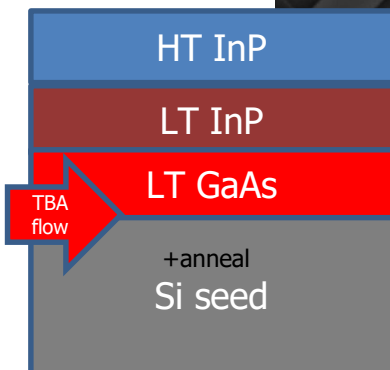 HT InP
LT InP
LT GaAs
TBA
flow
+anneal
Si seed